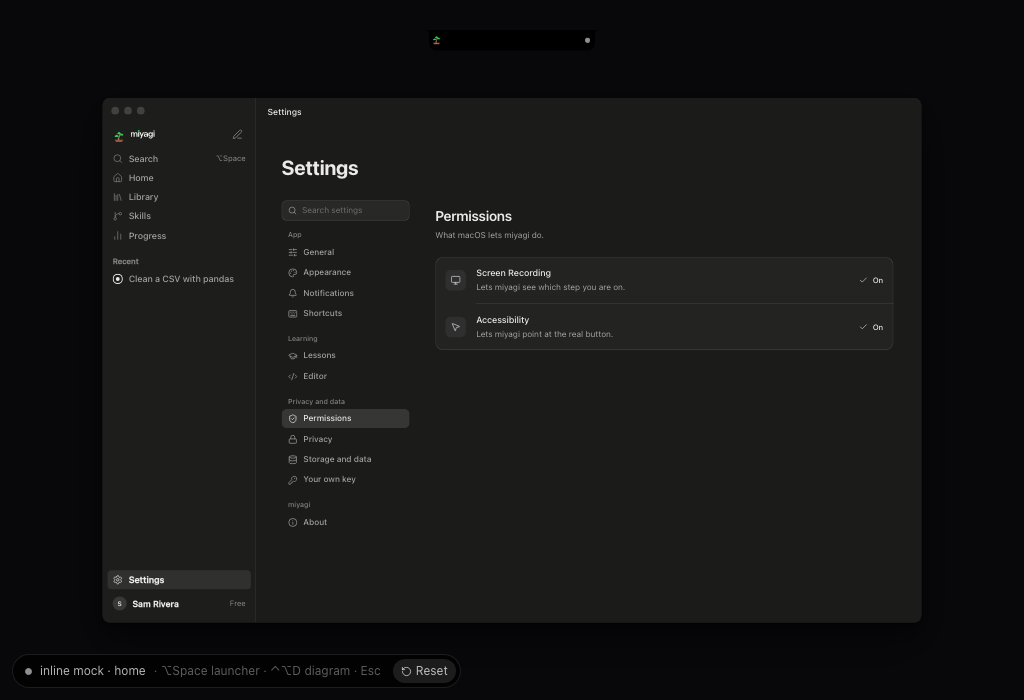 miyagi
Search ⌥Space
Home
Library
Skills
Progress
Recent
Clean a CSV with pandas
Settings
Sam Rivera Free
S
Settings
Settings
Search settings
App
General
Appearance
Notifications
Shortcuts
Learning
Lessons
Editor
Privacy and data
Permissions
Privacy
Storage and data
Your own key
miyagi
About
Permissions
What macOS lets miyagi do.
Screen Recording
Lets miyagi see which step you are on.
On
Accessibility
Lets miyagi point at the real button.
On
inline mock · home · ⌥Space launcher · ^⌥D diagram · Esc Reset